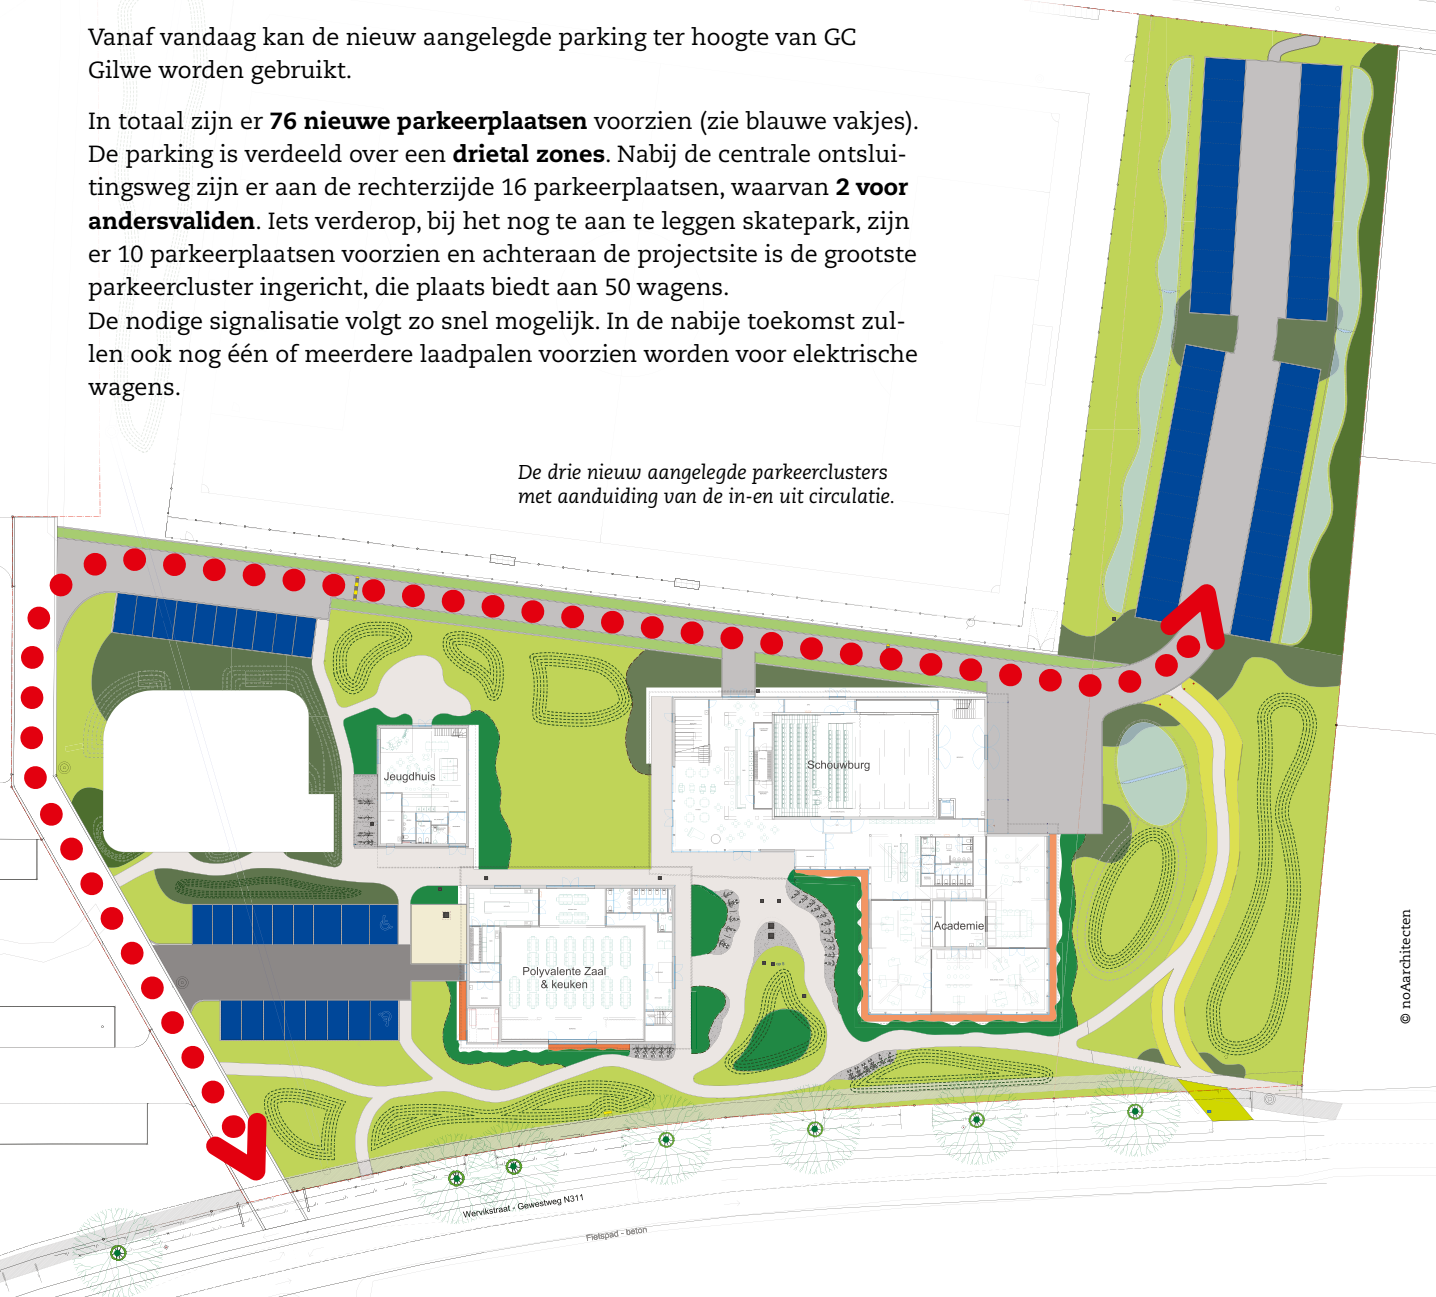 Vanaf vandaag kan de nieuw aangelegde parking ter hoogte van GC
Gilwe worden gebruikt.
In totaal zijn er 76 nieuwe parkeerplaatsen voorzien (zie blauwe vakjes).
De parking is verdeeld over een drietal zones. Nabij de centrale ontslui-
tingsweg zijn er aan de rechterzijde 16 parkeerplaatsen, waarvan 2 voor
andersvaliden. Iets verderop, bij het nog te aan te leggen skatepark, zijn
er 10 parkeerplaatsen voorzien en achteraan de projectsite is de grootste
parkeercluster ingericht, die plaats biedt aan 50 wagens.
De nodige signalisatie volgt zo snel mogelijk. In de nabije toekomst zul-
len ook nog één of meerdere laadpalen voorzien worden voor elektrische
wagens.
De drie nieuw aangelegde parkeerclusters
met aanduiding van de in-en uit circulatie.
Jeugdhuis
Schouwburg
Academie
Polyvalente Zaal
& keuken
© noAarchitecten
Wervikstraat - Gewestweg N311
Fietspad - beton